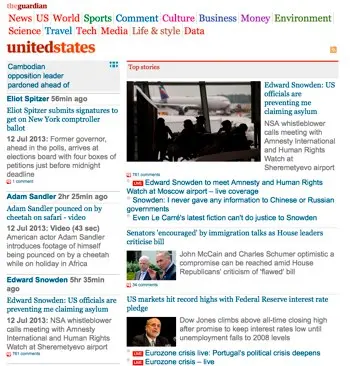 theguardian
News US World Sports Comment Culture Business Money Environment
Science Travel Tech Media Life & style Data
unitedstates
Cambodian
opposition leader
pardoned ahead of
Eliot Spitzer 56min ago
Eliot Spitzer submits signatures
to get on New York comptroller
ballot
12 Jul 2013: Former governor,
ahead in the polls, arrives at
elections board with four boxes of
petitions just before midnight
deadline
1 comment
Adam Sandler 2hr 25min ago
Adam Sandler pounced on by
cheetah on safari - video
12 Jul 2013: Video (43 sec)
American actor Adam Sandler
introduces footage of himself
being pounced on by a cheetah
while on holiday in Africa
Edward Snowden 5hr 35min
ago
Edward Snowden: US officials are
preventing me claiming asylum
12 Jul 2013: NSA whistleblower
calls meeting with Amnesty
International and Human Rights
Watch at Sheremetyevo airport
761 comments
Top stories
Edward Snowden: US
officials are
preventing me
claiming asylum
NSA whistleblower
calls meeting with
Amnesty International
and Human Rights
Watch at
Sheremetyevo airport
761 comments
LIVE Edward Snowden to meet Amnesty and Human Rights
Watch at Moscow airport – live coverage
Snowden: I never gave any information to Chinese or Russian
governments
Even Le Carré's latest fiction can't do justice to Snowden
Senators 'encouraged' by immigration talks as House leaders
criticise bill
John McCain and Charles Schumer optimistic a
compromise can be reached amid House
Republicans' criticism of 'flawed' bill
34 comments
US markets hit record highs with Federal Reserve interest rate
pledge
Dow Jones climbs above all-time closing high
after promise to keep interest rates low until
unemployment falls to 2008 levels
LIVE Eurozone crisis live: Portugal's political crisis deepens
LIVE Eurozone crisis – live